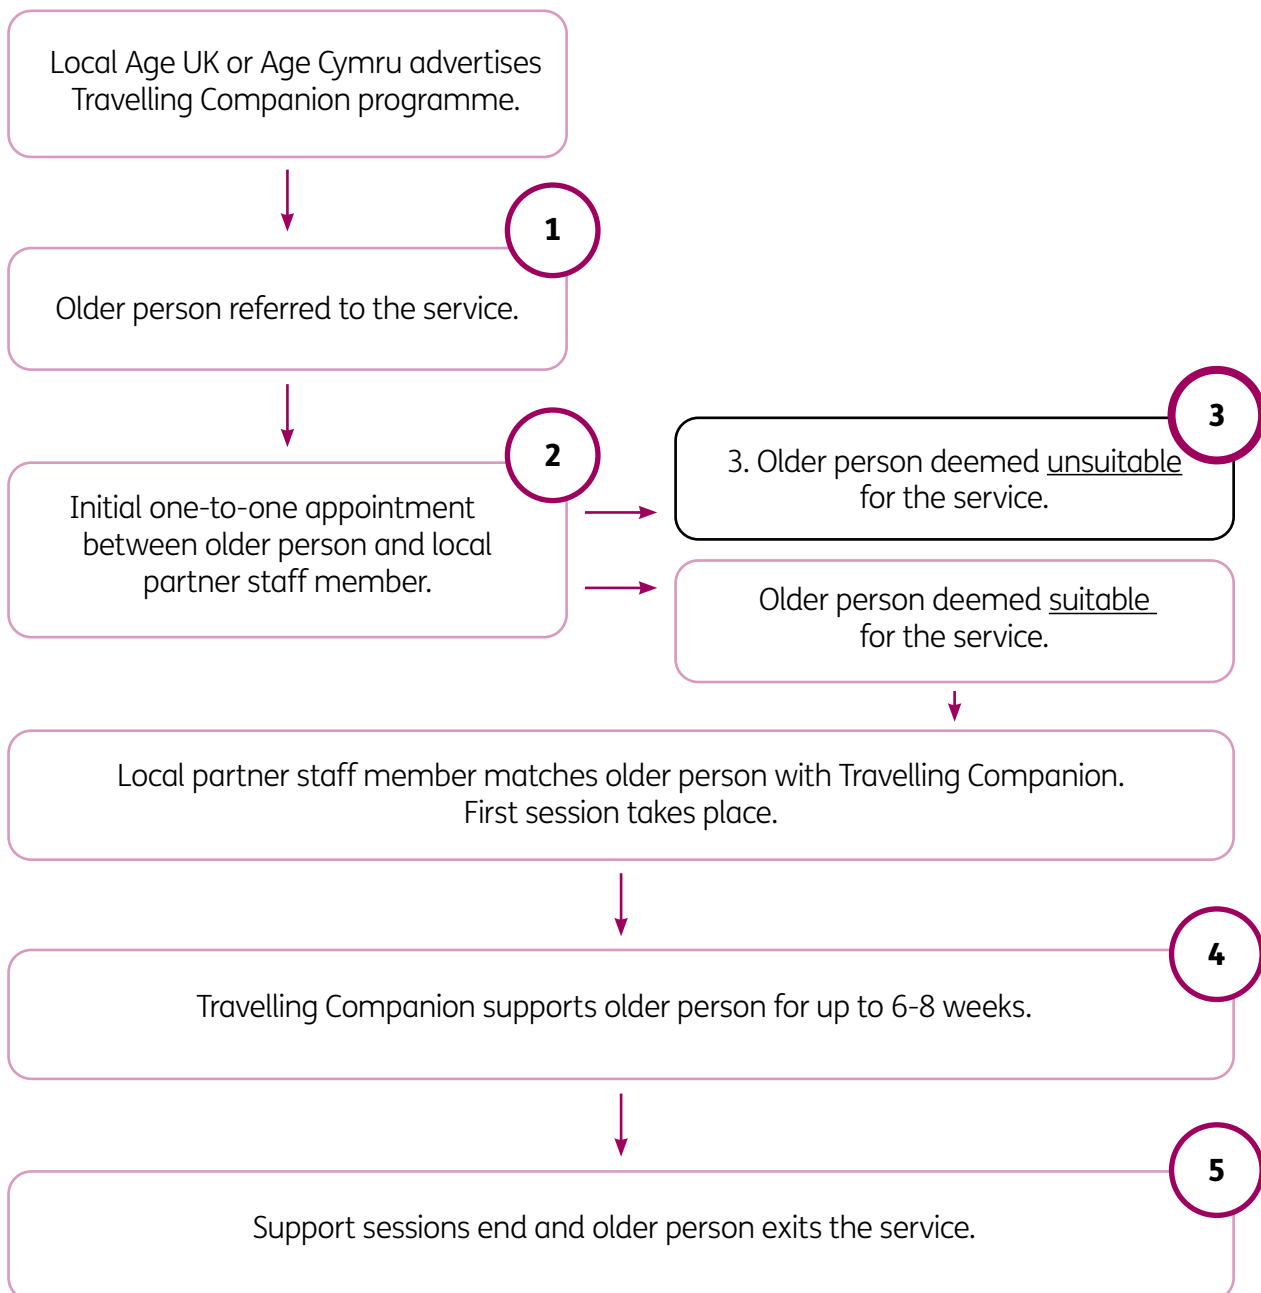 Local Age UK or Age Cymru advertises
Travelling Companion programme.
1
Older person referred to the service.
2
Initial one-to-one appointment
between older person and local
partner staff member.
3
3. Older person deemed unsuitable
for the service.
Older person deemed suitable
for the service.
Local partner staff member matches older person with Travelling Companion.
First session takes place.
4
Travelling Companion supports older person for up to 6-8 weeks.
5
Support sessions end and older person exits the service.